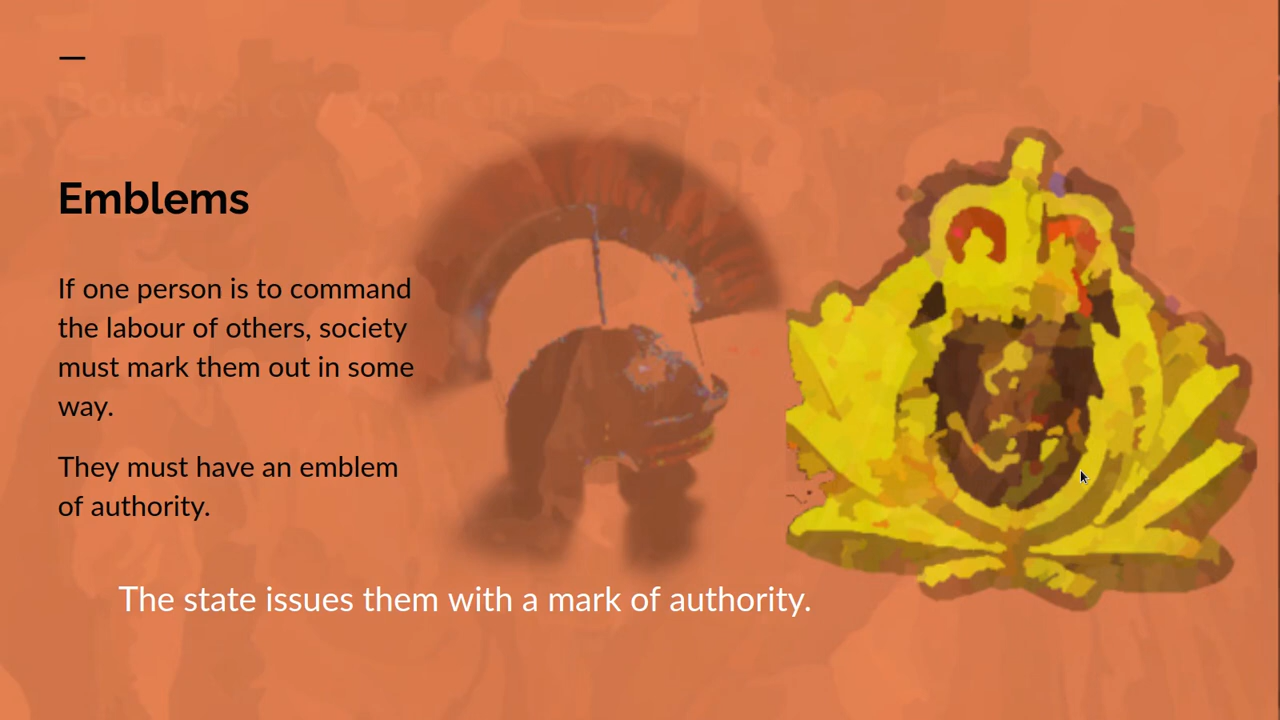 Emblems
If one person is to command
the labour of others, society
must mark them out in some
way.
They must have an emblem
of authority.
The state issues them with a mark of authority.